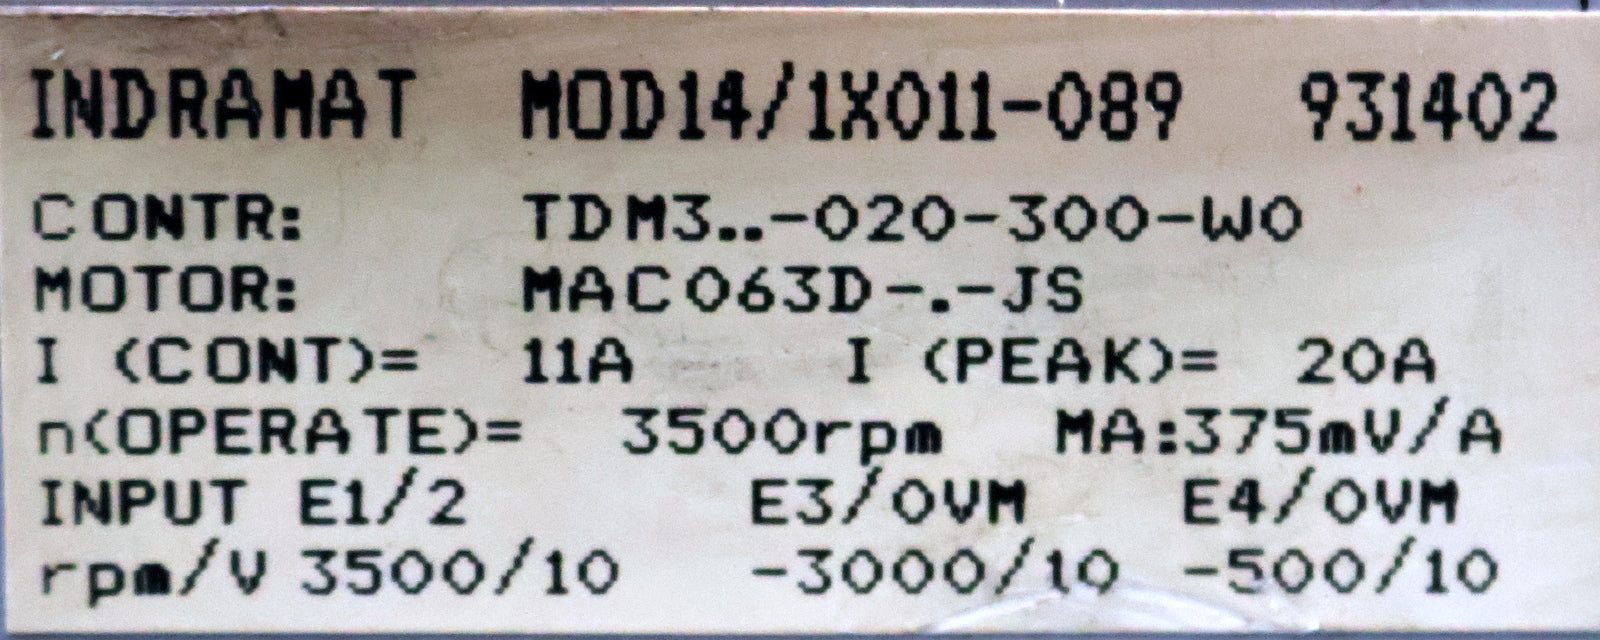 INDRAMAT MOD14/1X011-089 931402
CONTR: TDM3..-020-300-W0
MOTOR: MAC063D-.-JS
I (CONT)= 11A I (PEAK)= 20A
n(OPERATE)= 3500rpm MA:375mV/A
INPUT E1/2 E3/0VM E4/0VM
rpm/V 3500/10 -3000/10 -500/10